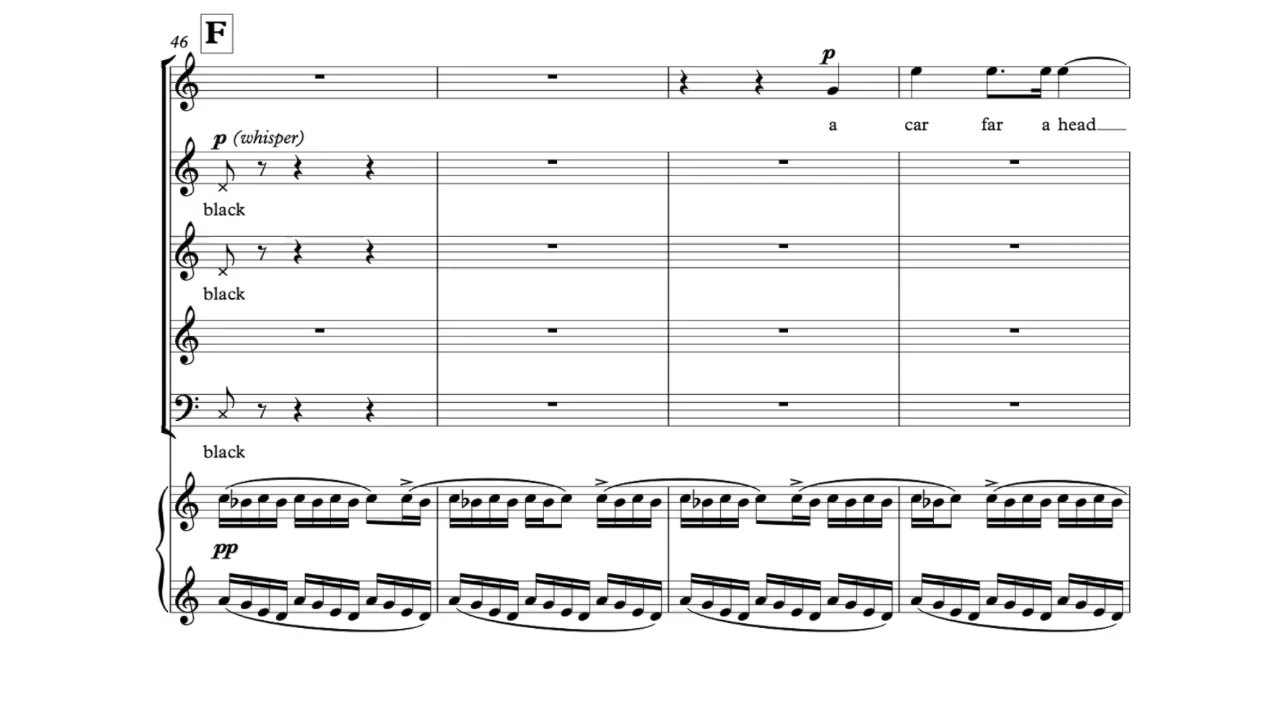 46 F
p
a car far a head
p (whisper)
black
black
black
pp